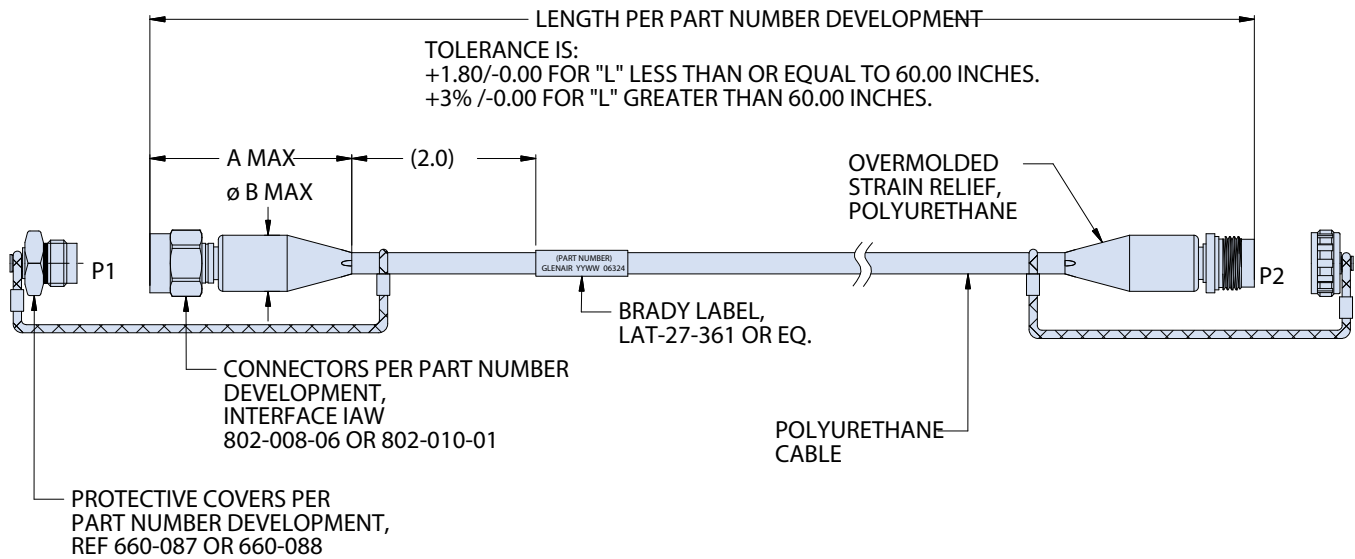 LENGTH PER PART NUMBER DEVELOPMENT
TOLERANCE IS:
+1.80/-0.00 FOR "L" LESS THAN OR EQUAL TO 60.00 INCHES.
+3% /-0.00 FOR "L" GREATER THAN 60.00 INCHES.
A MAX
(2.0)
ø B MAX
OVERMOLDED
STRAIN RELIEF,
POLYURETHANE
P1
(PART NUMBER)
GLENAIR YYWW 06324
P2
BRADY LABEL,
LAT-27-361 OR EQ.
CONNECTORS PER PART NUMBER
DEVELOPMENT,
INTERFACE IAW
802-008-06 OR 802-010-01
POLYURETHANE
CABLE
PROTECTIVE COVERS PER
PART NUMBER DEVELOPMENT,
REF 660-087 OR 660-088